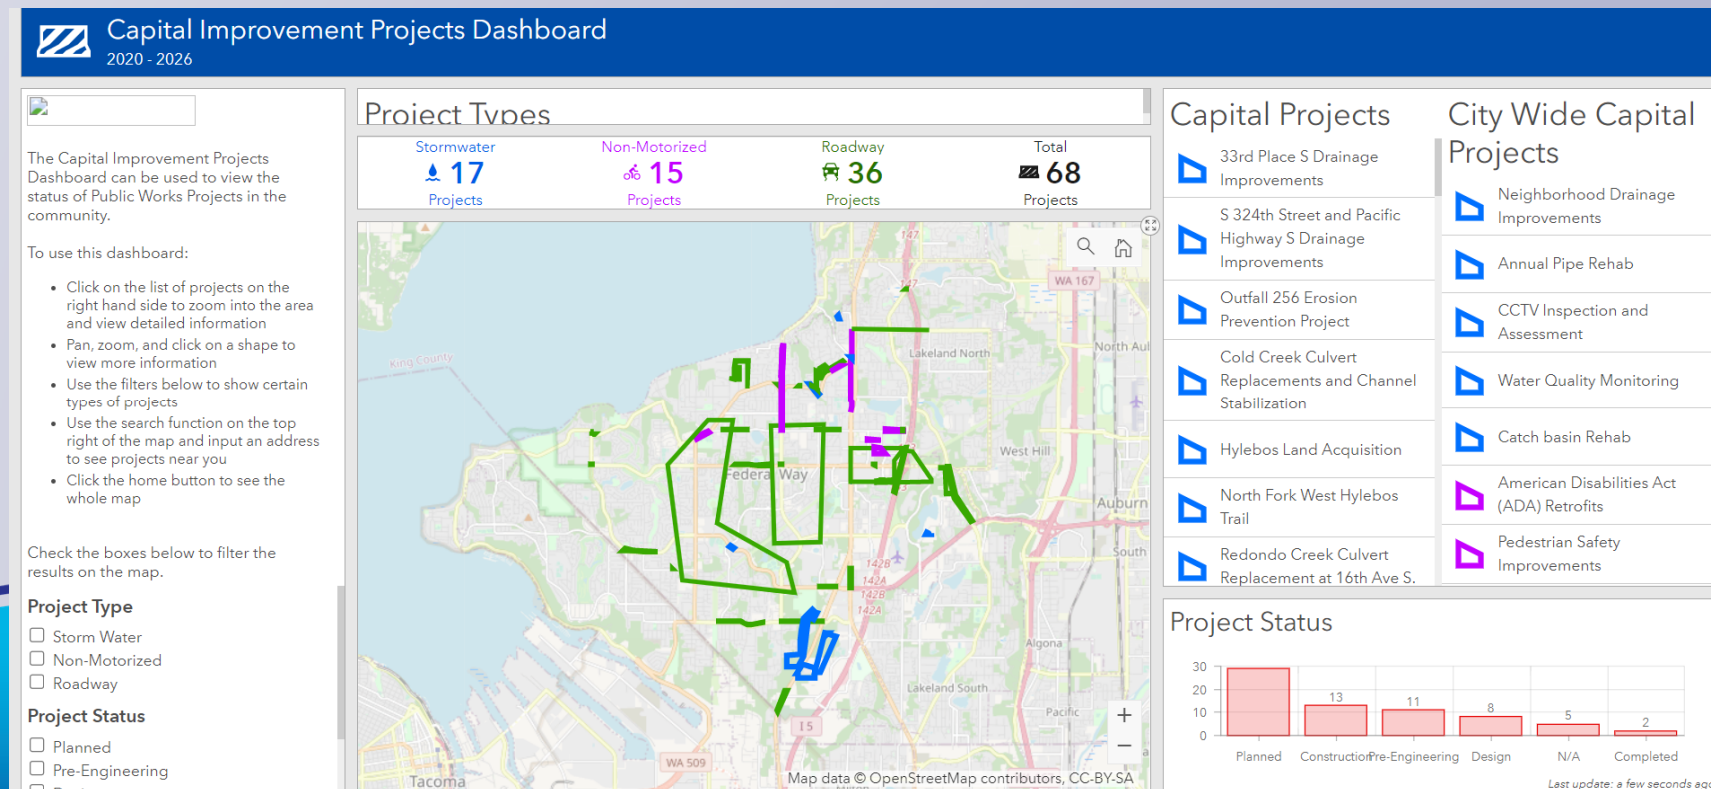 Capital Improvement Projects Dashboard
2020 - 2026
The Capital Improvement Projects
Dashboard can be used to view the
status of Public Works Projects in the
community.
To use this dashboard:
• Click on the list of projects on the
right hand side to zoom into the area
and view detailed information
• Pan, zoom, and click on a shape to
view more information
• Use the filters below to show certain
types of projects
• Use the search function on the top
right of the map and input an address
to see projects near you
• Click the home button to see the
whole map
Check the boxes below to filter the
results on the map.
Project Type
Storm Water
Non-Motorized
Roadway
Project Status
Planned
Pre-Engineering
Project Types
Stormwater
17
Projects
Non-Motorized
15
Projects
Roadway
36
Projects
Total
68
Projects
147
WA 167
King County
Lakeland North
North Au
West Hill
Federal Way
Auburn
South
142B
142A
142B
142A
Algona
Lakeland South
Pacific
I 5
WA 509
Tacoma
+
−
Map data © OpenStreetMap contributors, CC-BY-SA
Capital Projects
33rd Place S Drainage
Improvements
S 324th Street and Pacific
Highway S Drainage
Improvements
Outfall 256 Erosion
Prevention Project
Cold Creek Culvert
Replacements and Channel
Stabilization
Hylebos Land Acquisition
North Fork West Hylebos
Trail
Redondo Creek Culvert
Replacement at 16th Ave S.
City Wide Capital
Projects
Neighborhood Drainage
Improvements
Annual Pipe Rehab
CCTV Inspection and
Assessment
Water Quality Monitoring
Catch basin Rehab
American Disabilities Act
(ADA) Retrofits
Pedestrian Safety
Improvements
Project Status
30
20
10
0
13
11
8
5
2
Planned
Construction
Pre-Engineering
Design
N/A
Completed
Last update: a few seconds ago